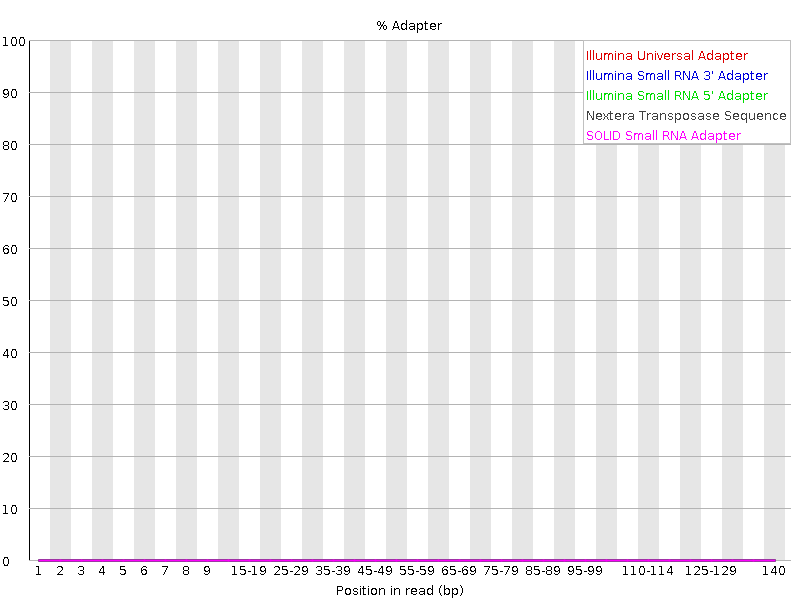 % Adapter
100
90
80
70
60
50
40
30
20
10
0
Illumina Universal Adapter
Illumina Small RNA 3' Adapter
Illumina Small RNA 5' Adapter
Nextera Transposase Sequence
SOLID Small RNA Adapter
1 2 3 4 5 6 7 8 9 15-19 25-29 35-39 45-49 55-59 65-69 75-79 85-89 95-99 110-114 125-129 140
Position in read (bp)